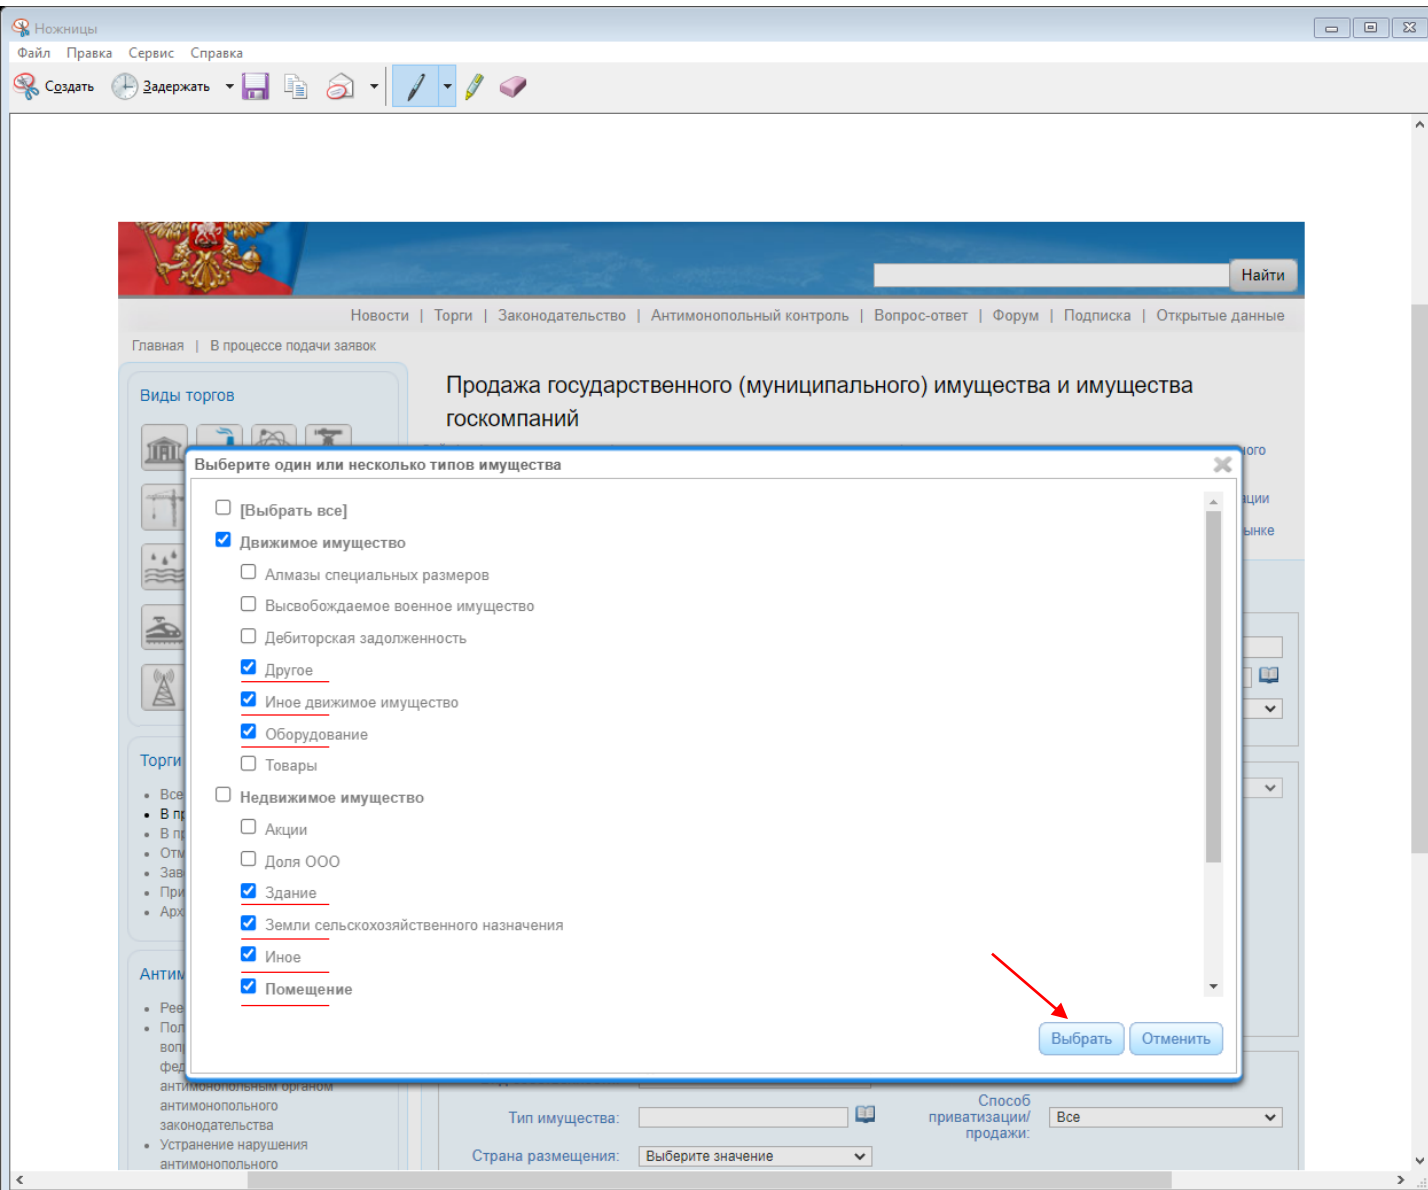 Ножницы
Файл Правка Сервис Справка
Создать Задержать
Найти
Новости | Торги | Законодательство | Антимонопольный контроль | Вопрос-ответ | Форум | Подписка | Открытые данные
Главная | В процессе подачи заявок
Виды торгов
Продажа государственного (муниципального) имущества и имущества
госкомпаний
Выберите один или несколько типов имущества
[Выбрать все]
Движимое имущество
Алмазы специальных размеров
Высвобождаемое военное имущество
Дебиторская задолженность
Другое
Иное движимое имущество
Оборудование
Товары
Недвижимое имущество
Акции
Доля ООО
Здание
Земли сельскохозяйственного назначения
Иное
Помещение
Выбрать Отменить
Торги
Все
антимонопольным органом
антимонопольного
законодательства
Устранение нарушения
антимонопольного
Тип имущества:
Способ
приватизации/
продажи:
Все
Страна размещения: Выберите значение